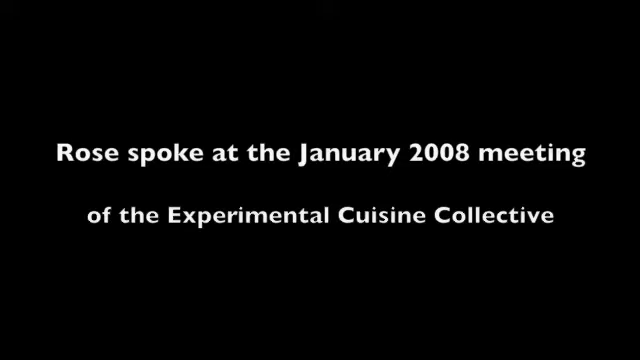 Rose spoke at the January 2008 meeting
of the Experimental Cuisine Collective